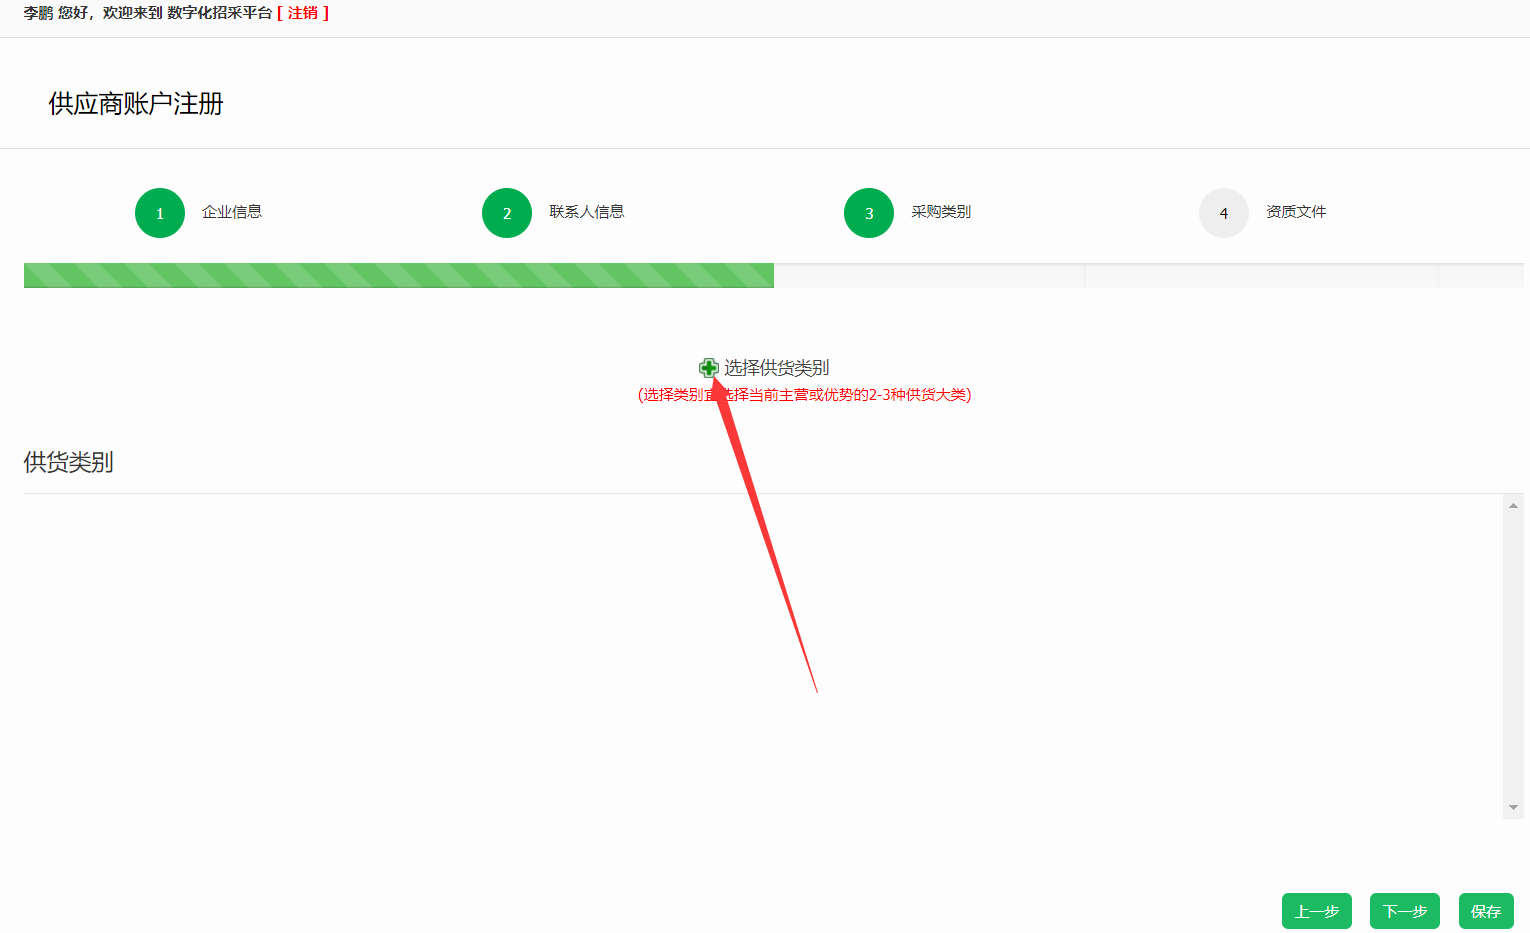 李鹏 您好，欢迎来到 数字化招采平台 [ 注销 ]
供应商账户注册
1 企业信息
2 联系人信息
3 采购类别
4 资质文件
选择供货类别
(选择类别宜选择当前主营或优势的2-3种供货大类)
供货类别
上一步 下一步 保存